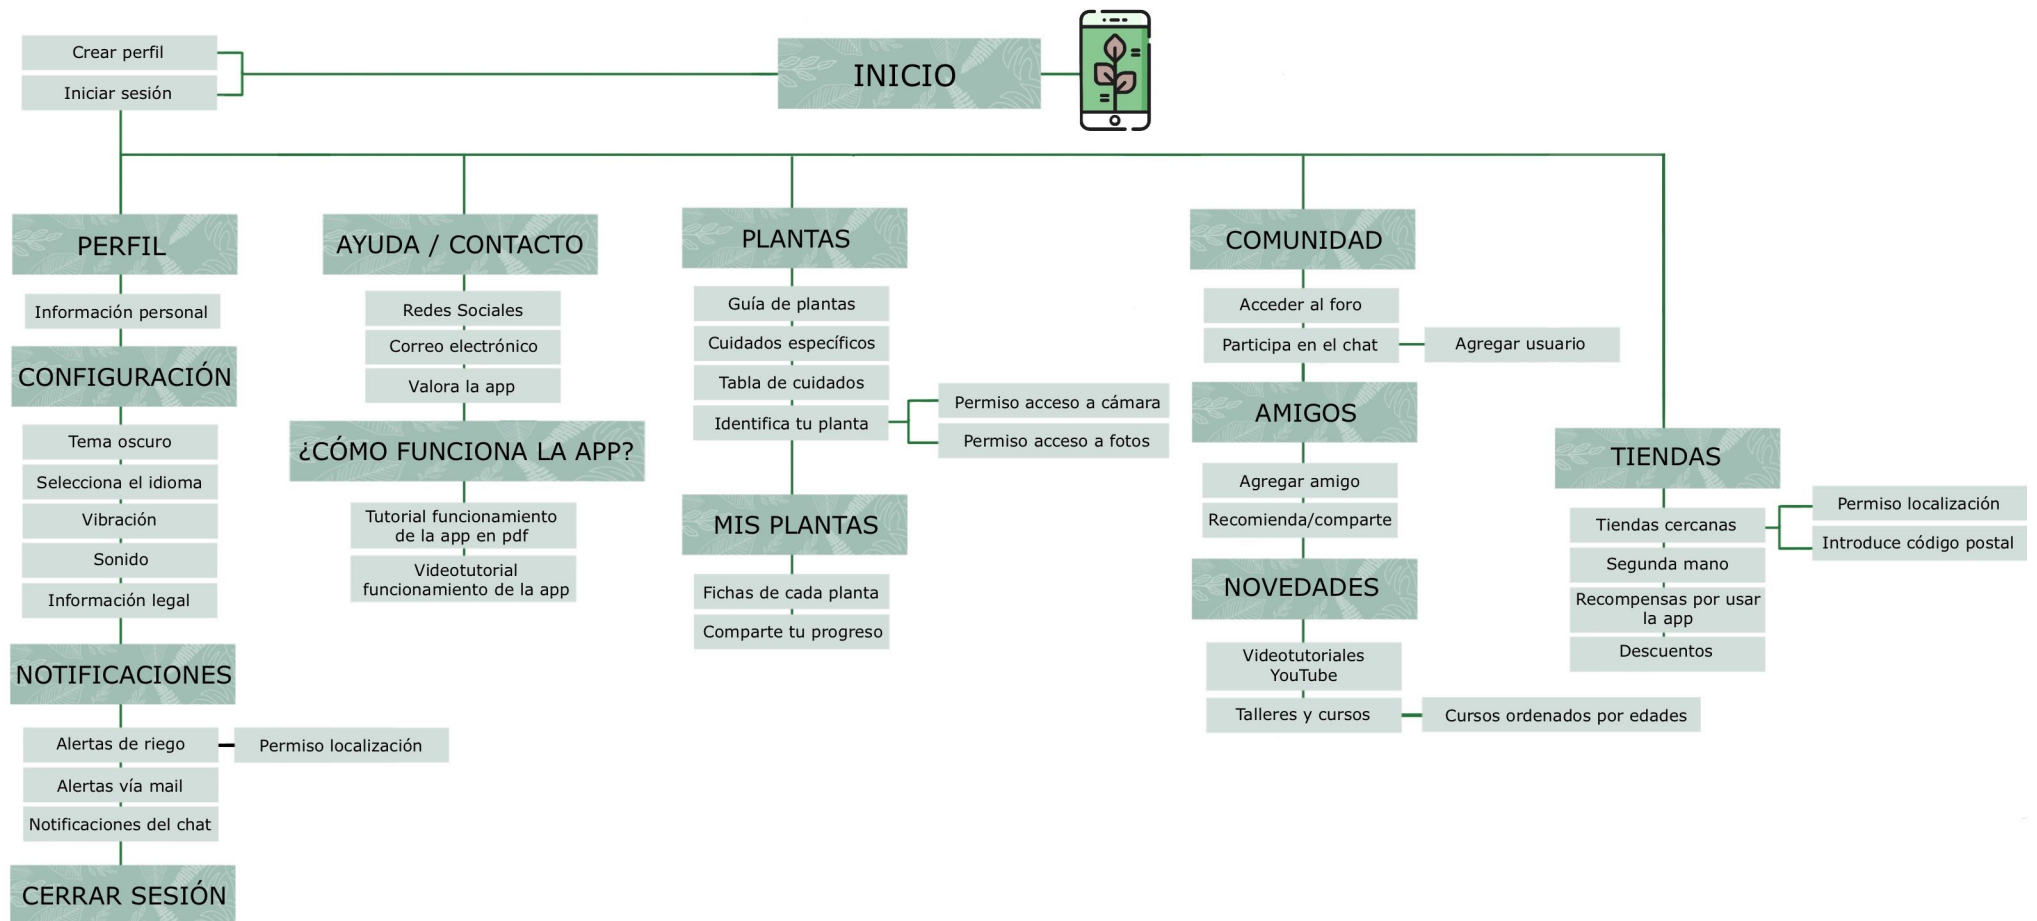 Crear perfil
Iniciar sesión
INICIO
PERFIL
Información personal
CONFIGURACIÓN
Tema oscuro
Selecciona el idioma
Vibración
Sonido
Información legal
NOTIFICACIONES
Alertas de riego
Permiso localización
Alertas vía mail
Notificaciones del chat
CERRAR SESIÓN
AYUDA / CONTACTO
Redes Sociales
Correo electrónico
Valora la app
¿CÓMO FUNCIONA LA APP?
Tutorial funcionamiento
de la app en pdf
Videotutorial
funcionamiento de la app
PLANTAS
Guía de plantas
Cuidados específicos
Tabla de cuidados
Identifica tu planta
Permiso acceso a cámara
Permiso acceso a fotos
MIS PLANTAS
Fichas de cada planta
Comparte tu progreso
COMUNIDAD
Acceder al foro
Participa en el chat
Agregar usuario
AMIGOS
Agregar amigo
Recomienda/comparte
NOVEDADES
Videotutoriales
YouTube
Talleres y cursos
Cursos ordenados por edades
TIENDAS
Tiendas cercanas
Permiso localización
Introduce código postal
Segunda mano
Recompensas por usar
la app
Descuentos